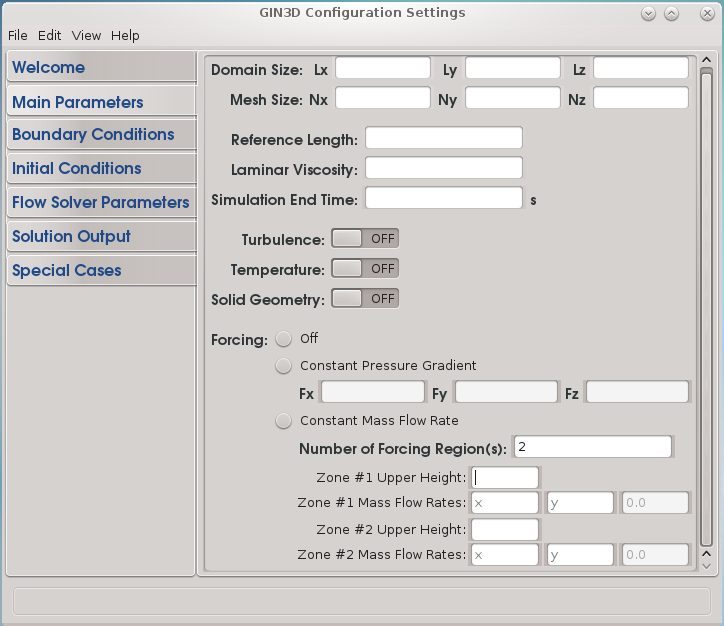 GIN3D Configuration Settings
File Edit View Help
Welcome
Main Parameters
Boundary Conditions
Initial Conditions
Flow Solver Parameters
Solution Output
Special Cases
Domain Size: Lx Ly Lz
Mesh Size: Nx Ny Nz
Reference Length:
Laminar Viscosity:
Simulation End Time: s
Turbulence: OFF
Temperature: OFF
Solid Geometry: OFF
Forcing: Off
Constant Pressure Gradient
Fx Fy Fz
Constant Mass Flow Rate
Number of Forcing Region(s): 2
Zone #1 Upper Height:
Zone #1 Mass Flow Rates: x y 0.0
Zone #2 Upper Height:
Zone #2 Mass Flow Rates: x y 0.0